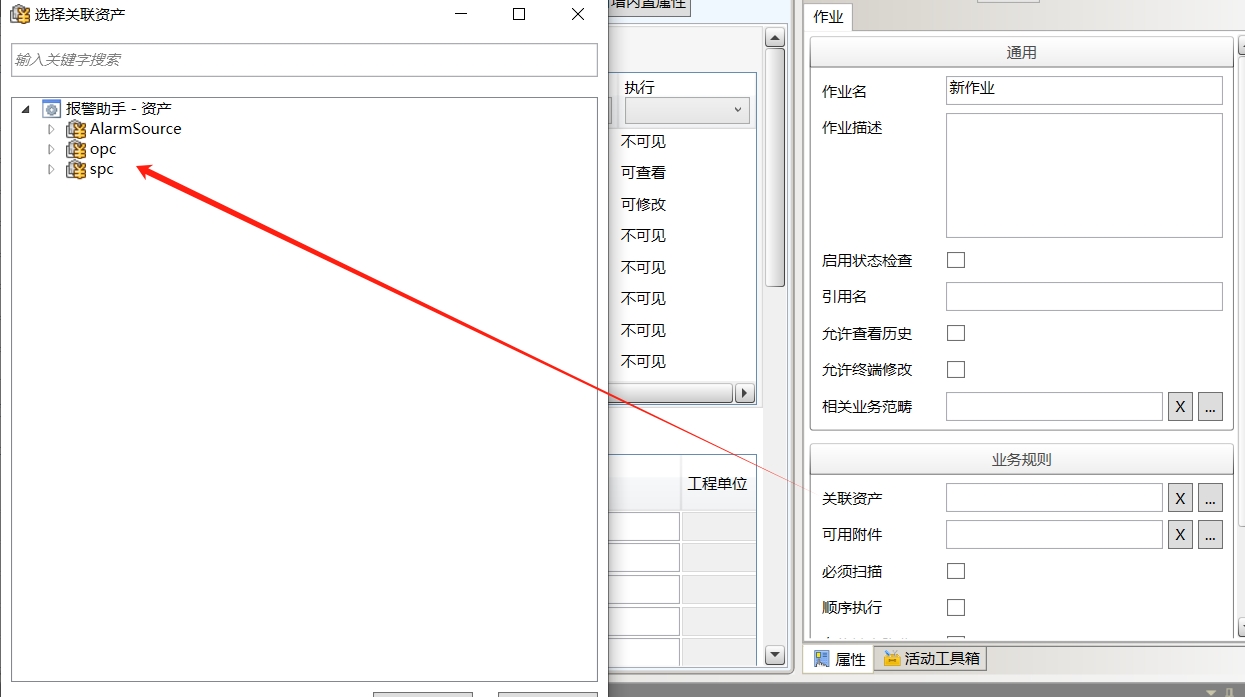 选择关联资产
输入关键字搜索
报警助手 - 资产
AlarmSource
opc
spc
执行
不可见
可查看
可修改
不可见
不可见
不可见
不可见
不可见
工程单位
作业
通用
作业名
新作业
作业描述
启用状态检查
引用名
允许查看历史
允许终端修改
相关业务范畴
X
...
业务规则
关联资产
X
...
可用附件
X
...
必须扫描
顺序执行
属性
活动工具箱